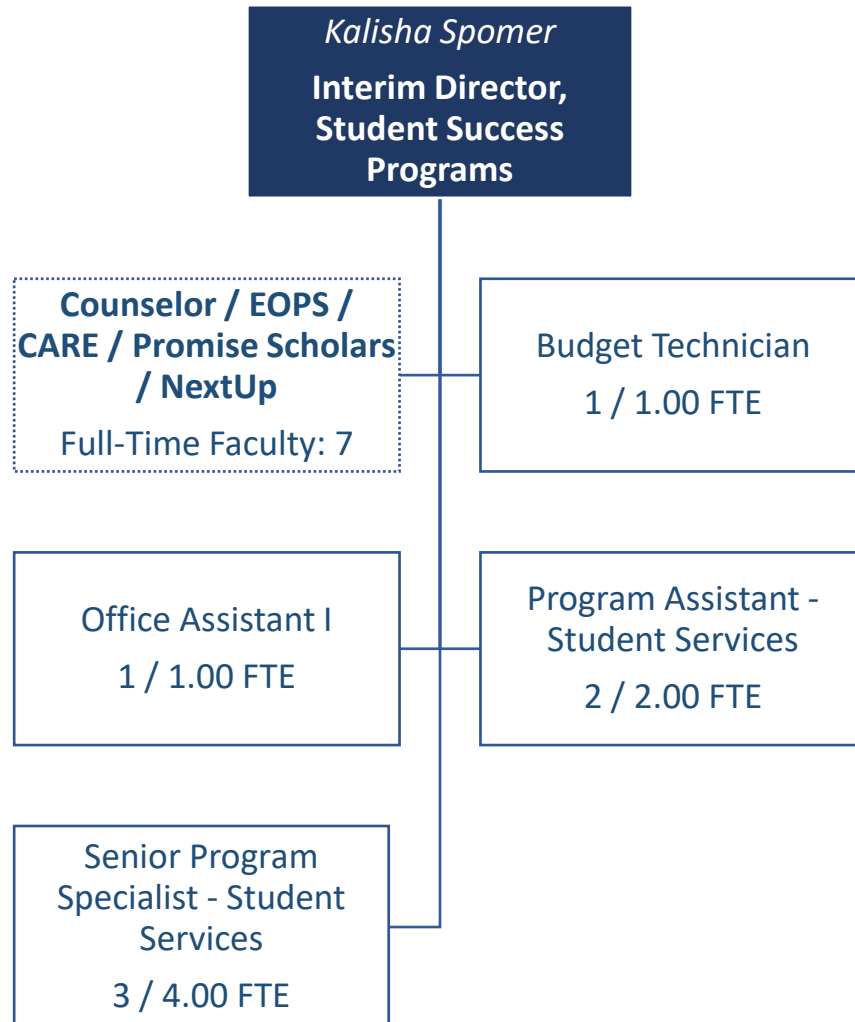 Kalisha Spomer
Interim Director,
Student Success
Programs
Counselor / EOPS /
CARE / Promise Scholars
/ NextUp
Full-Time Faculty: 7
Budget Technician
1 / 1.00 FTE
Office Assistant I
1 / 1.00 FTE
Program Assistant -
Student Services
2 / 2.00 FTE
Senior Program
Specialist - Student
Services
3 / 4.00 FTE